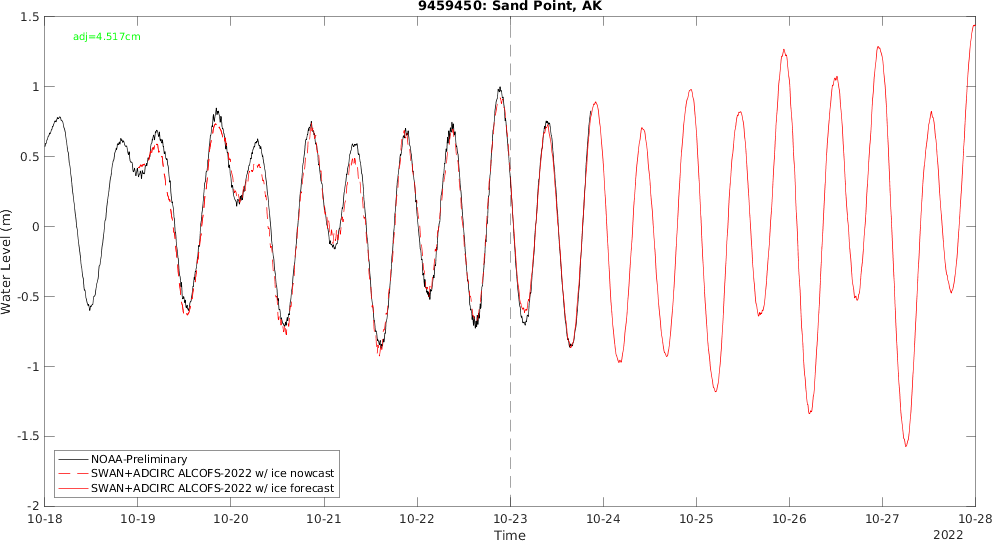 9459450: Sand Point, AK
adj=4.517cm
Water Level (m)
1.5
1
0.5
0
-0.5
-1
-1.5
-2
NOAA-Preliminary
SWAN+ADCIRC ALCOFS-2022 w/ ice nowcast
SWAN+ADCIRC ALCOFS-2022 w/ ice forecast
10-18 10-19 10-20 10-21 10-22 10-23 10-24 10-25 10-26 10-27 10-28
Time
2022